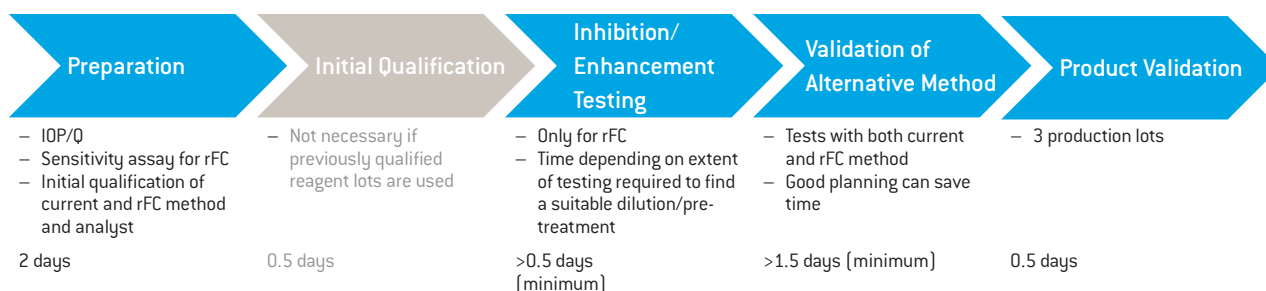 Preparation
Initial Qualification
Inhibition/
Enhancement
Testing
Validation of
Alternative Method
Product Validation
– IOP/Q
– Sensitivity assay for rFC
– Initial qualification of
current and rFC method
and analyst
2 days
– Not necessary if
previously qualified
reagent lots are used
0.5 days
– Only for rFC
– Time depending on extent
of testing required to find
a suitable dilution/pre-
treatment
>0.5 days
(minimum)
– Tests with both current
and rFC method
– Good planning can save
time
>1.5 days (minimum)
– 3 production lots
0.5 days